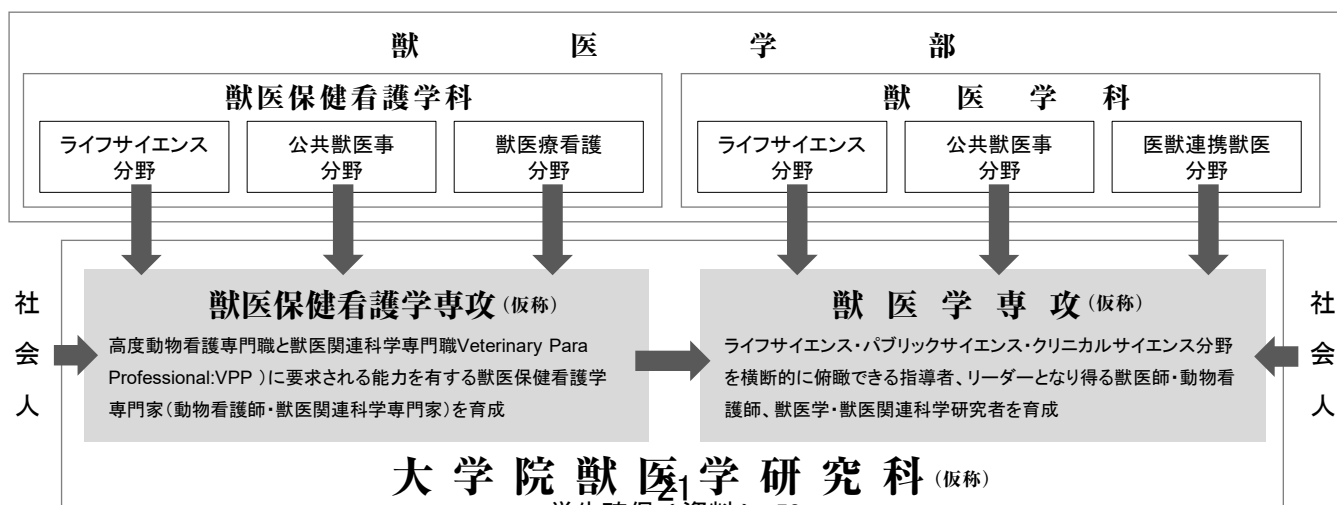 獣医学部
獣医保健看護学科
獣医学科
ライフサイエンス
分野
公共獣医事
分野
獣医療看護
分野
ライフサイエンス
分野
公共獣医事
分野
医獣連携獣医
分野
社会人
獣医保健看護学専攻(仮称)
高度動物看護専門職と獣医関連科学専門職Veterinary Para
Professional:VPP )に要求される能力を有する獣医保健看護学
専門家(動物看護師・獣医関連科学専門家)を育成
獣医学専攻(仮称)
ライフサイエンス・パブリックサイエンス・クリニカルサイエンス分野
を横断的に俯瞰できる指導者、リーダーとなり得る獣医師・動物看
護師、獣医学・獣医関連科学研究者を育成
社会人
大学院獣医学研究科(仮称)
21